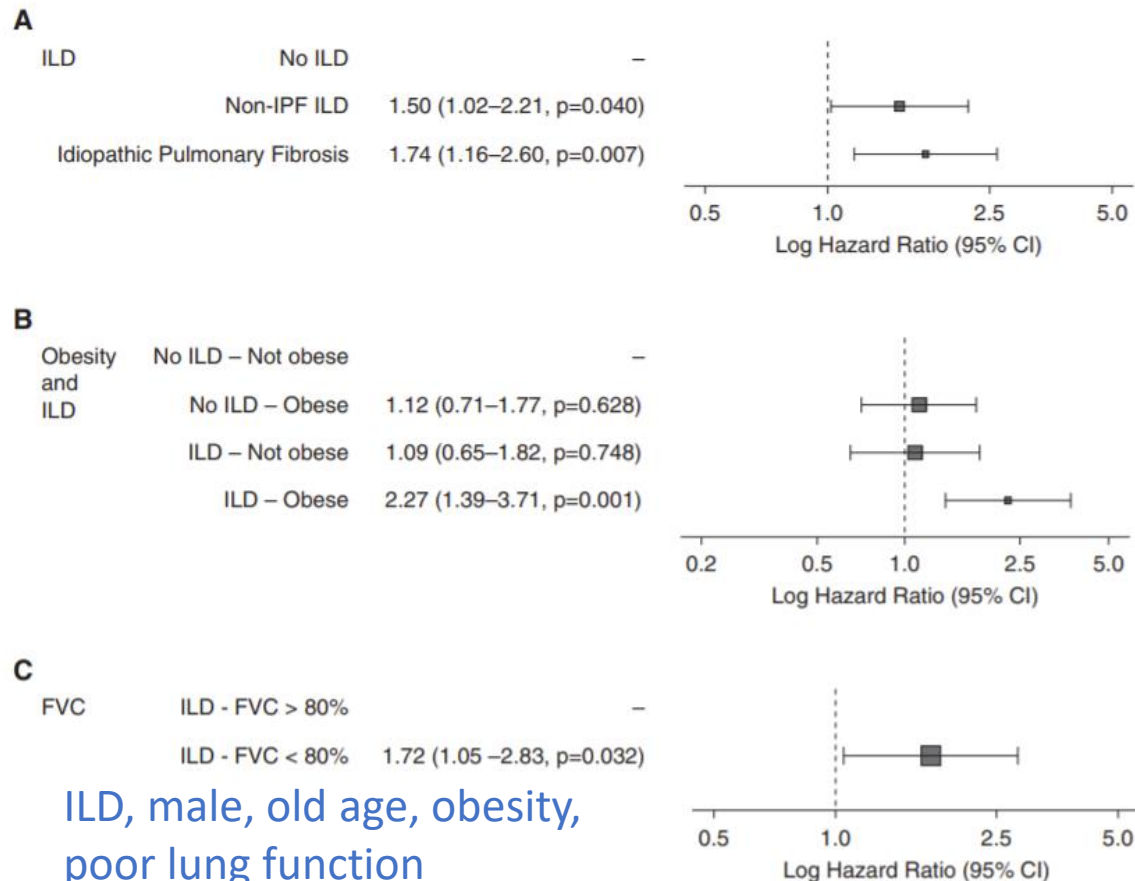 A
ILD No ILD –
Non-IPF ILD 1.50 (1.02–2.21, p=0.040)
Idiopathic Pulmonary Fibrosis 1.74 (1.16–2.60, p=0.007)
0.5 1.0 2.5 5.0
Log Hazard Ratio (95% CI)
B
Obesity and ILD No ILD – Not obese –
No ILD – Obese 1.12 (0.71–1.77, p=0.628)
ILD – Not obese 1.09 (0.65–1.82, p=0.748)
ILD – Obese 2.27 (1.39–3.71, p=0.001)
0.2 0.5 1.0 2.5 5.0
Log Hazard Ratio (95% CI)
C
FVC ILD - FVC > 80% –
ILD - FVC < 80% 1.72 (1.05 –2.83, p=0.032)
0.5 1.0 2.5 5.0
Log Hazard Ratio (95% CI)
ILD, male, old age, obesity,
poor lung function